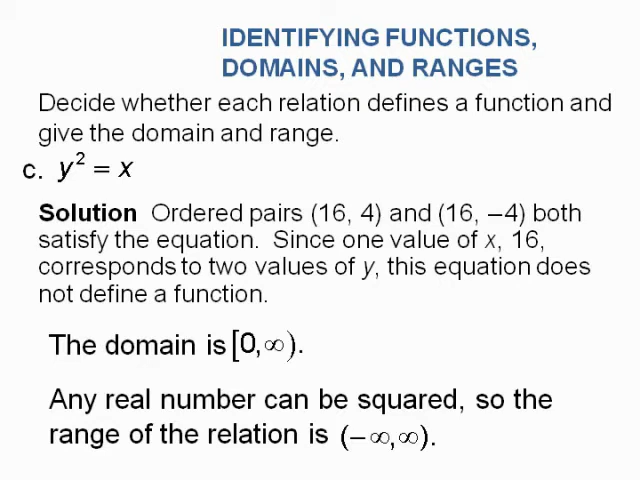 IDENTIFYING FUNCTIONS,
DOMAINS, AND RANGES
Decide whether each relation defines a function and
give the domain and range.
c. y² = x
Solution Ordered pairs (16, 4) and (16, −4) both
satisfy the equation. Since one value of x, 16,
corresponds to two values of y, this equation does
not define a function.
The domain is [0,∞).
Any real number can be squared, so the
range of the relation is (−∞,∞).